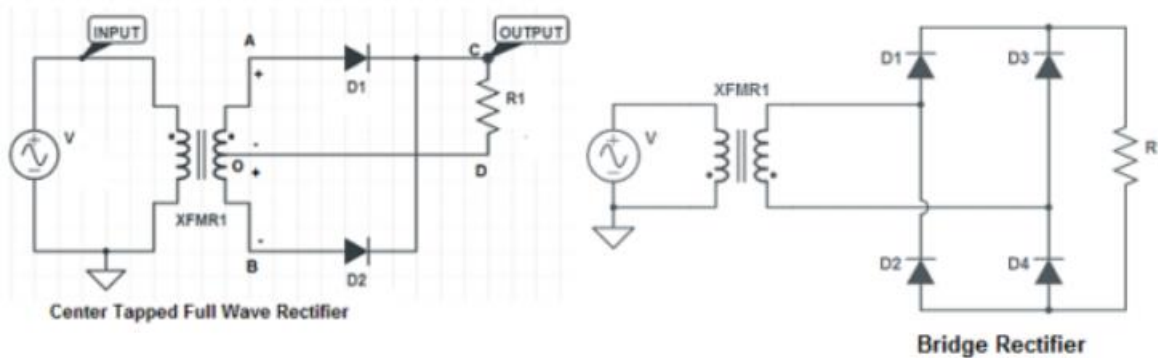 INPUT
OUTPUT
A
C
+
D1
R1
+
V
-
-
O
+
D
XFMR1
-
B
D2
Center Tapped Full Wave Rectifier
D1
D3
XFMR1
+
V
-
R
D2
D4
Bridge Rectifier